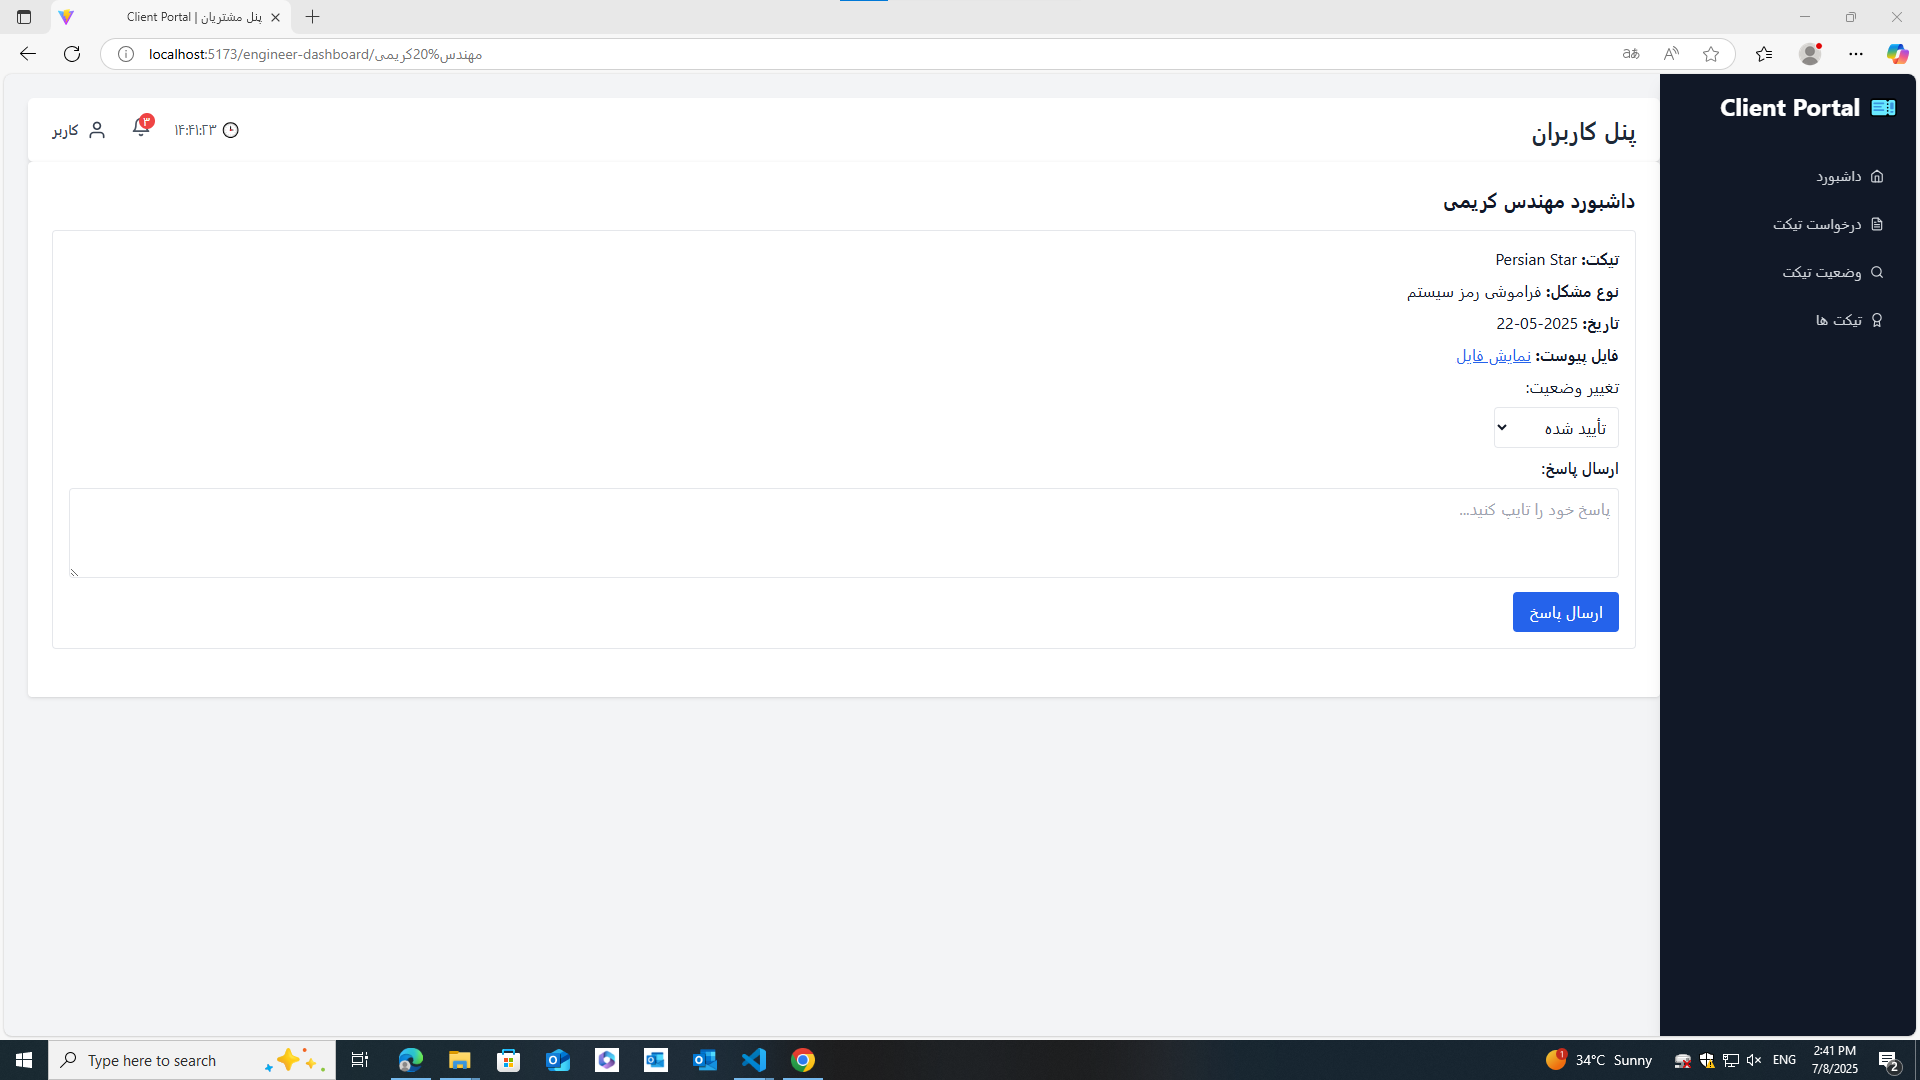 Client Portal | پنل مشتریان
localhost:5173/engineer-dashboard/مهندس%20کریمی
Client Portal
داشبورد
درخواست تیکت
وضعیت تیکت
تیکت ها
پنل کاربران
۱۴:۴۱:۲۳
۳
کاربر
داشبورد مهندس کریمی
تیکت: Persian Star
نوع مشکل: فراموشی رمز سیستم
تاریخ: 2025-05-22
فایل پیوست: نمایش فایل
تغییر وضعیت:
تأیید شده
ارسال پاسخ:
پاسخ خود را تایپ کنید...
ارسال پاسخ
Type here to search
1
34°C Sunny
ENG
2:41 PM
7/8/2025
2